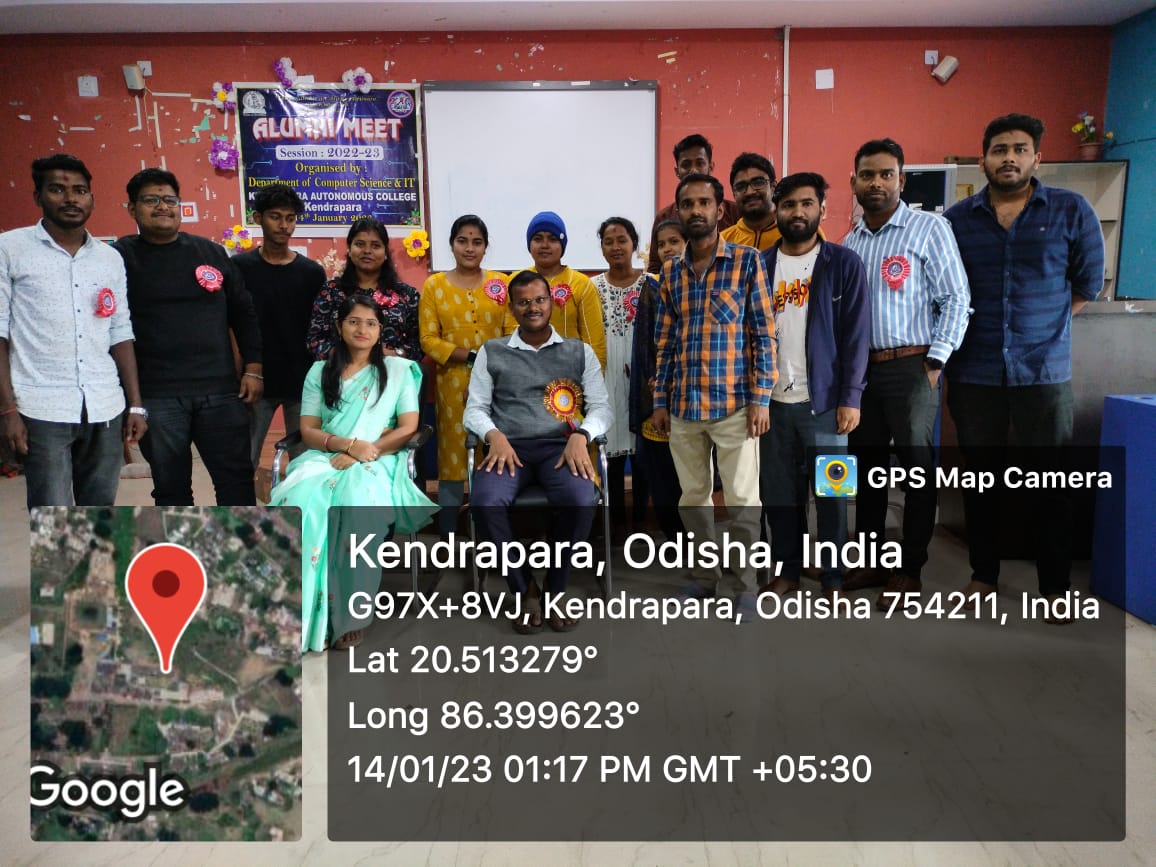 ALUMNI MEET
Session : 2022-23
Organised by :
Department of Computer Science & IT
AUTONOMOUS COLLEGE
Kendrapara
14th January
GPS Map Camera
Kendrapara, Odisha, India
G97X+8VJ, Kendrapara, Odisha 754211, India
Lat 20.513279°
Long 86.399623°
14/01/23 01:17 PM GMT +05:30
Google